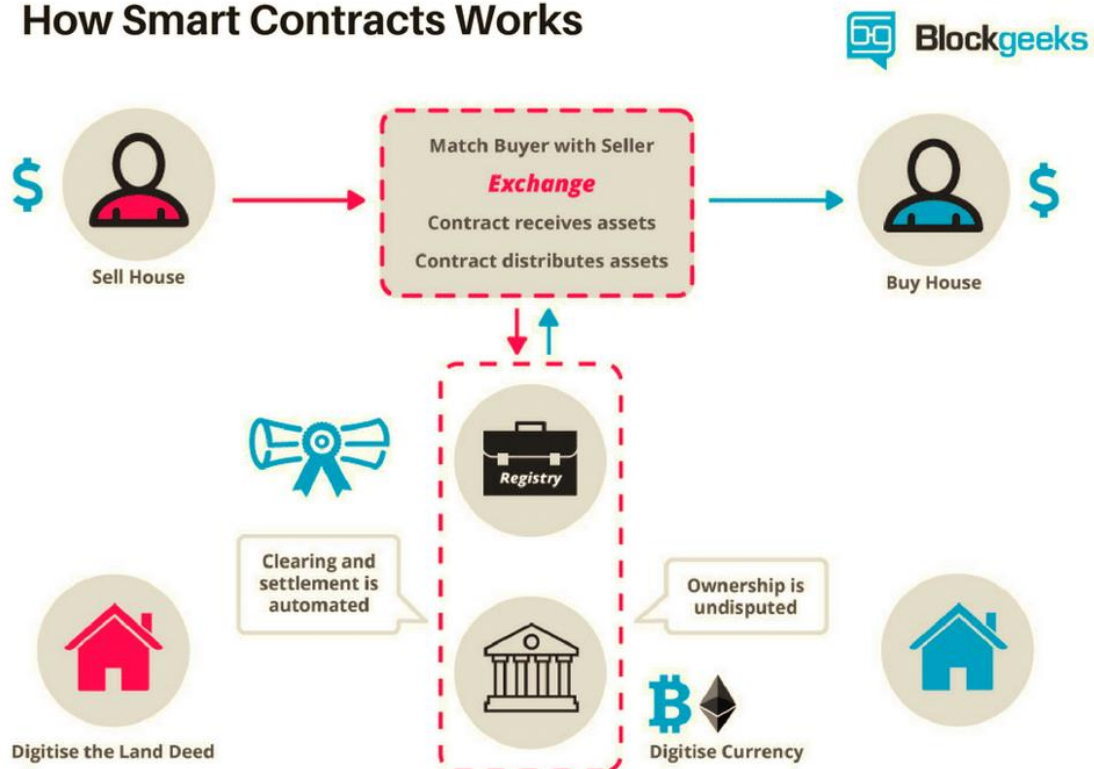 How Smart Contracts Works
Blockgeeks
$
$
Match Buyer with Seller
Exchange
Contract receives assets
Contract distributes assets
Sell House
Buy House
Registry
Clearing and
settlement is
automated
Ownership is
undisputed
Digitise the Land Deed
Digitise Currency